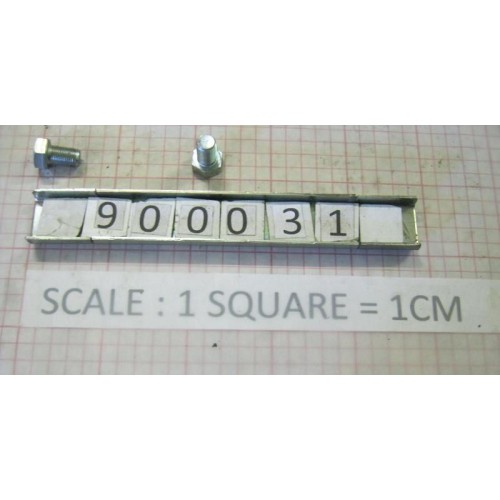 900031
SCALE : 1 SQUARE = 1CM